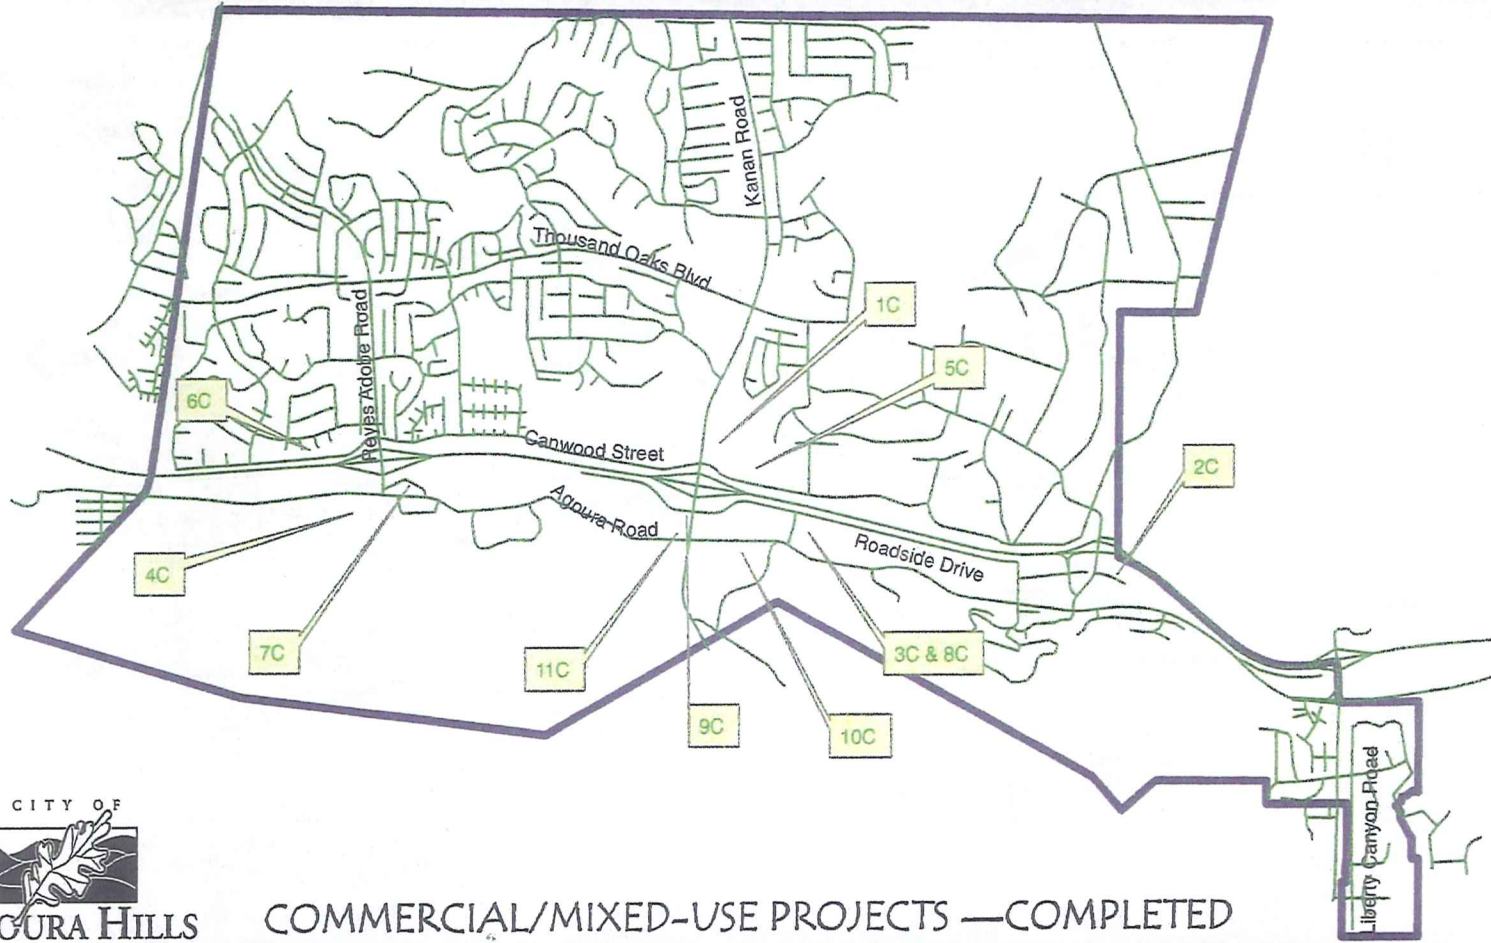 Kanan Road
Thousand Oaks Blvd
1C
Reyes Adobe Road
5C
6C
Canwood Street
2C
Agoura Road
Roadside Drive
4C
7C
11C
3C & 8C
9C
10C
Liberty Canyon Road
CITY OF
GOURA HILLS
COMMERCIAL/MIXED-USE PROJECTS —COMPLETED